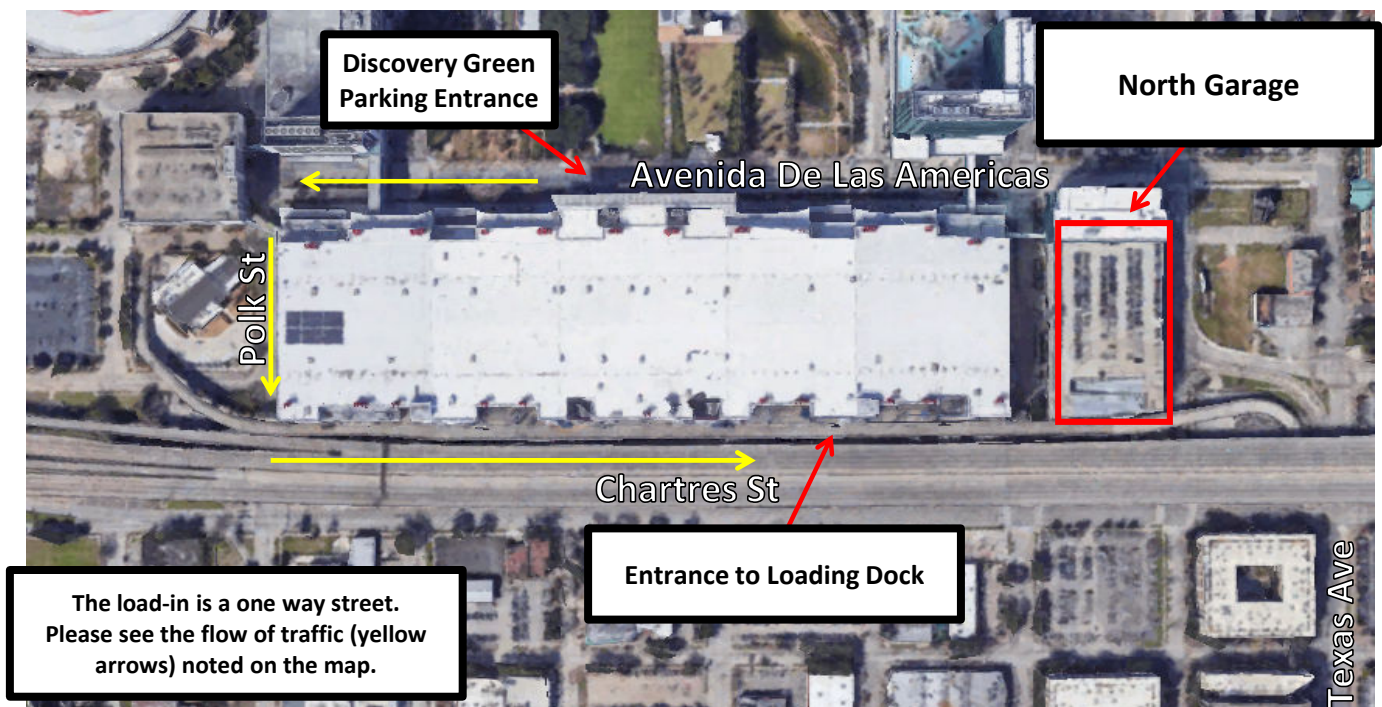 Discovery Green
Parking Entrance
North Garage
Avenida De Las Americas
Polk St
Chartres St
Entrance to Loading Dock
The load-in is a one way street.
Please see the flow of traffic (yellow
arrows) noted on the map.
Texas Ave